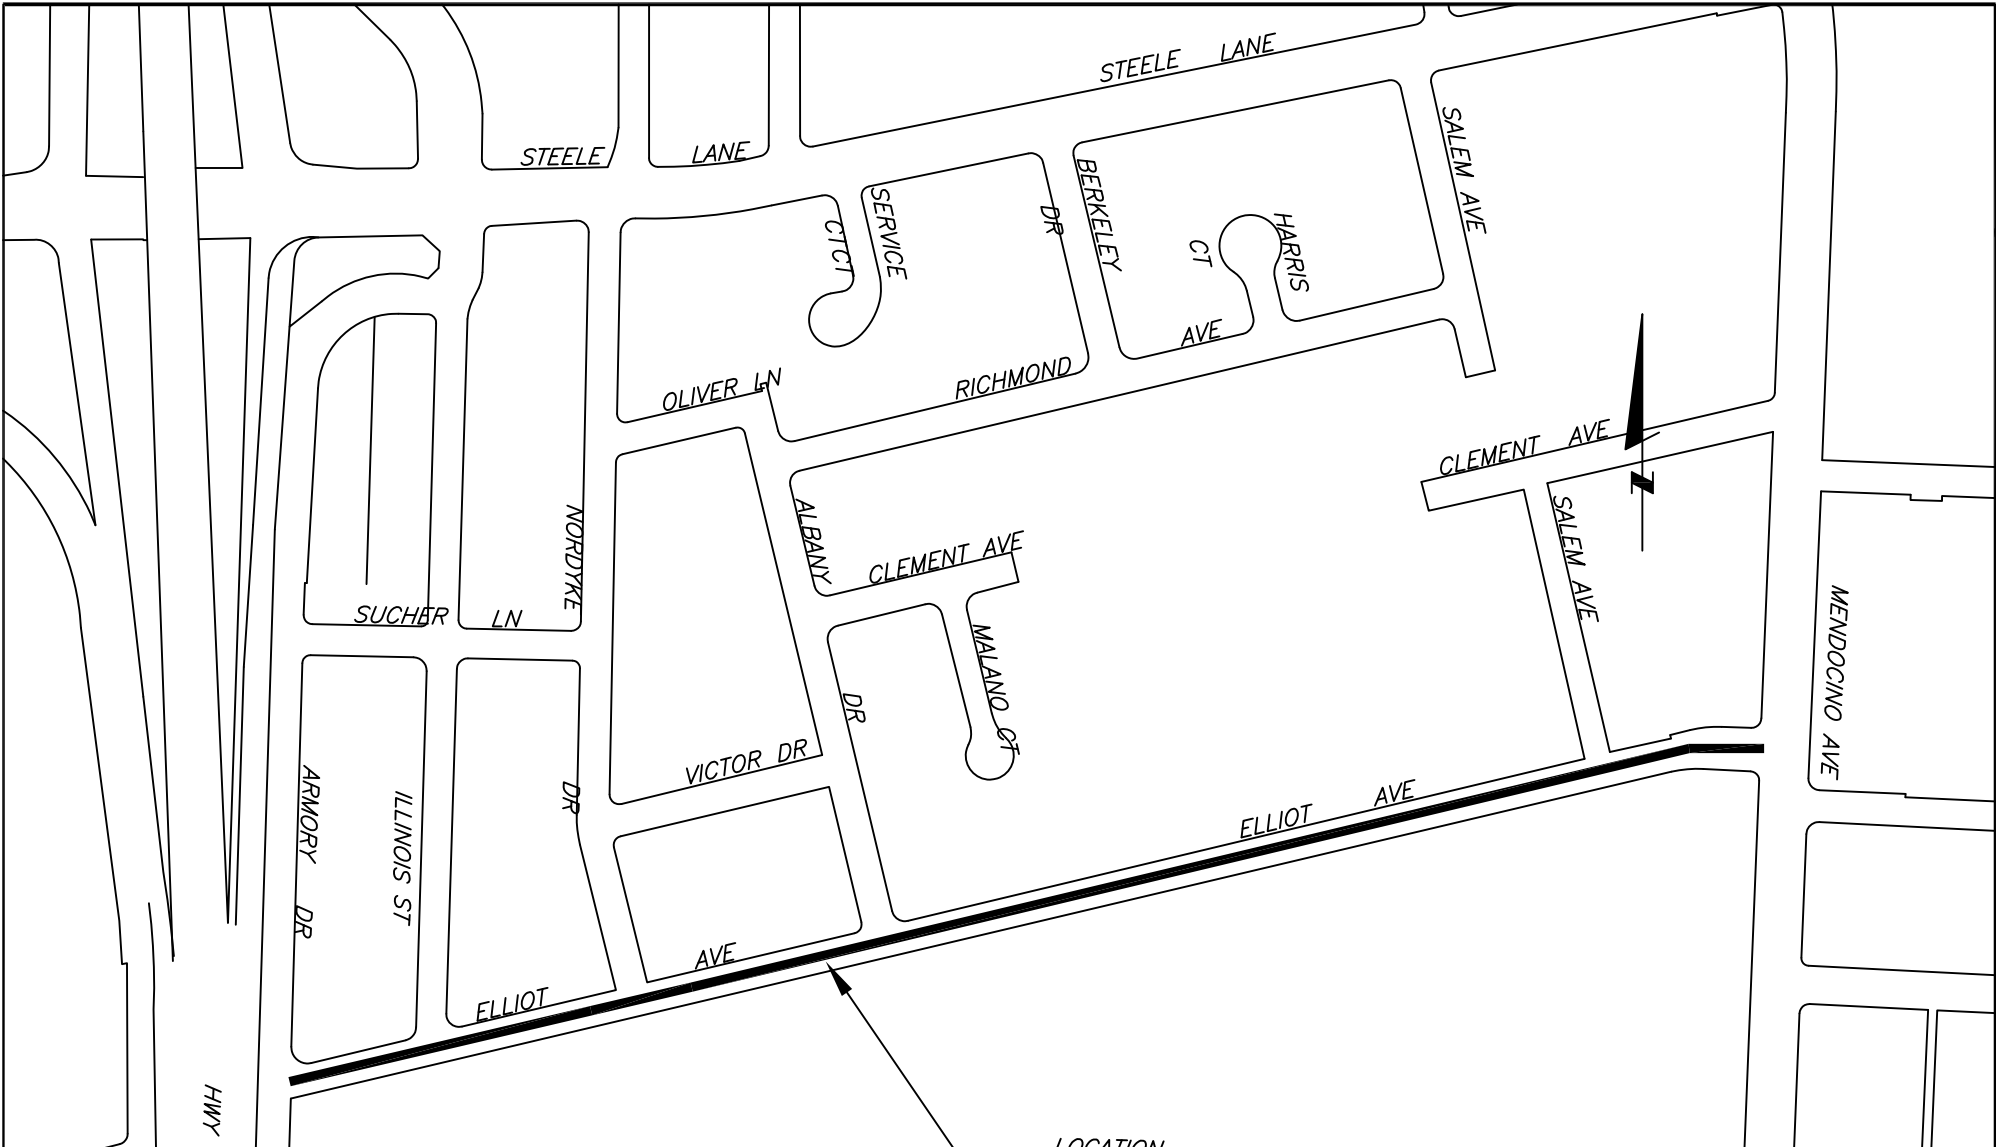 STEELE LANE
STEELE LANE
SALEM AVE
SERVICE
CTCT
BERKELEY
DR
HARRIS
CT
AVE
RICHMOND
OLIVER LN
CLEMENT AVE
NORDYKE
DR
ALBANY
DR
CLEMENT AVE
SALEM AVE
SUCHER LN
MALANO CT
MENDOCINO AVE
VICTOR DR
ARMORY DR
ILLINOIS ST
ELLIOT AVE
ELLIOT AVE
N
HWY
LOCATION